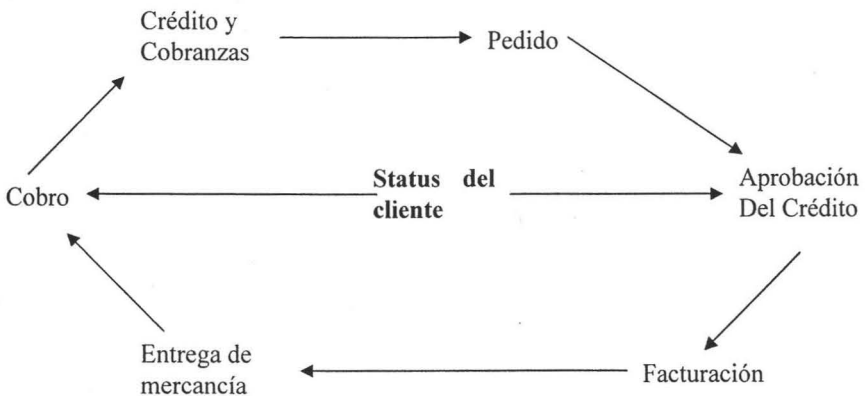 Crédito y
Cobranzas
Pedido
Cobro
Status del
cliente
Aprobación
Del Crédito
Entrega de
mercancía
Facturación